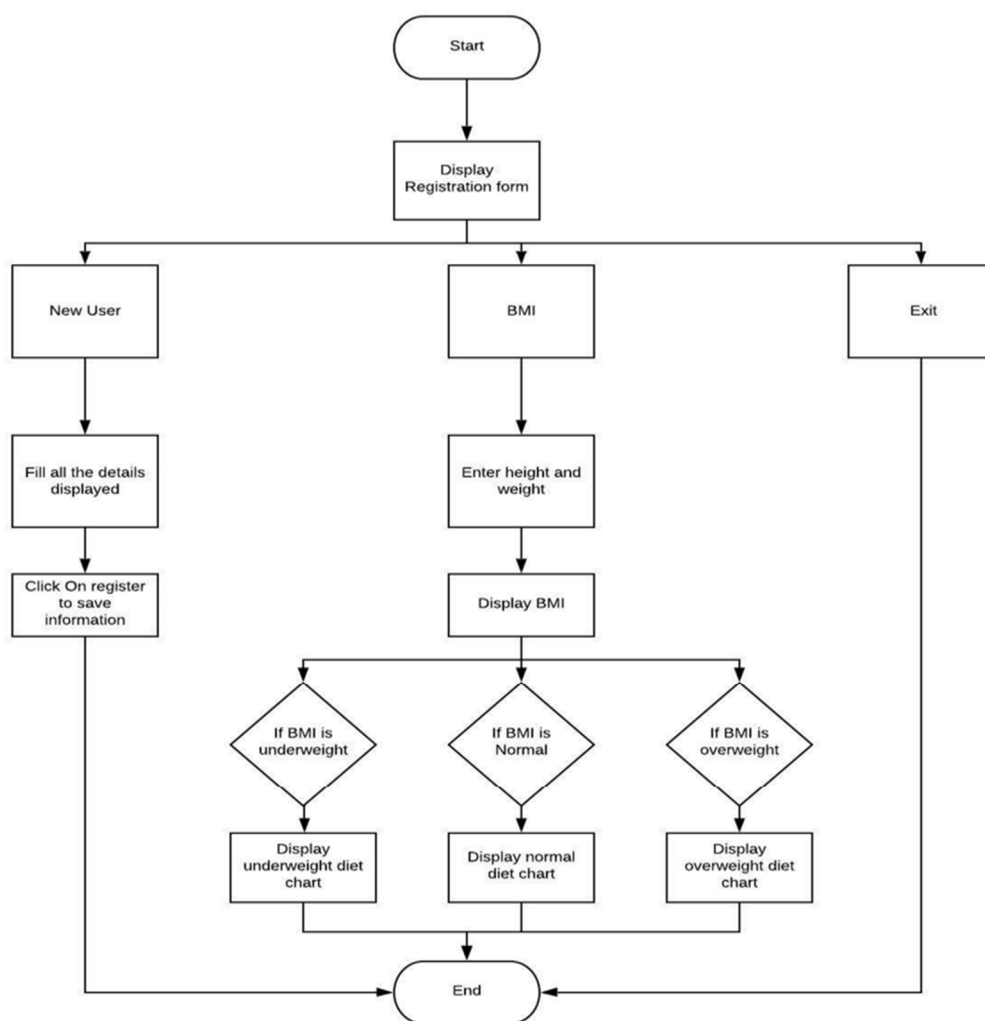 Start
Display
Registration form
New User
BMI
Exit
Fill all the details
displayed
Enter height and
weight
Click On register
to save
information
Display BMI
If BMI is
underweight
If BMI is
Normal
If BMI is
overweight
Display
underweight diet
chart
Display normal
diet chart
Display
overweight diet
chart
End